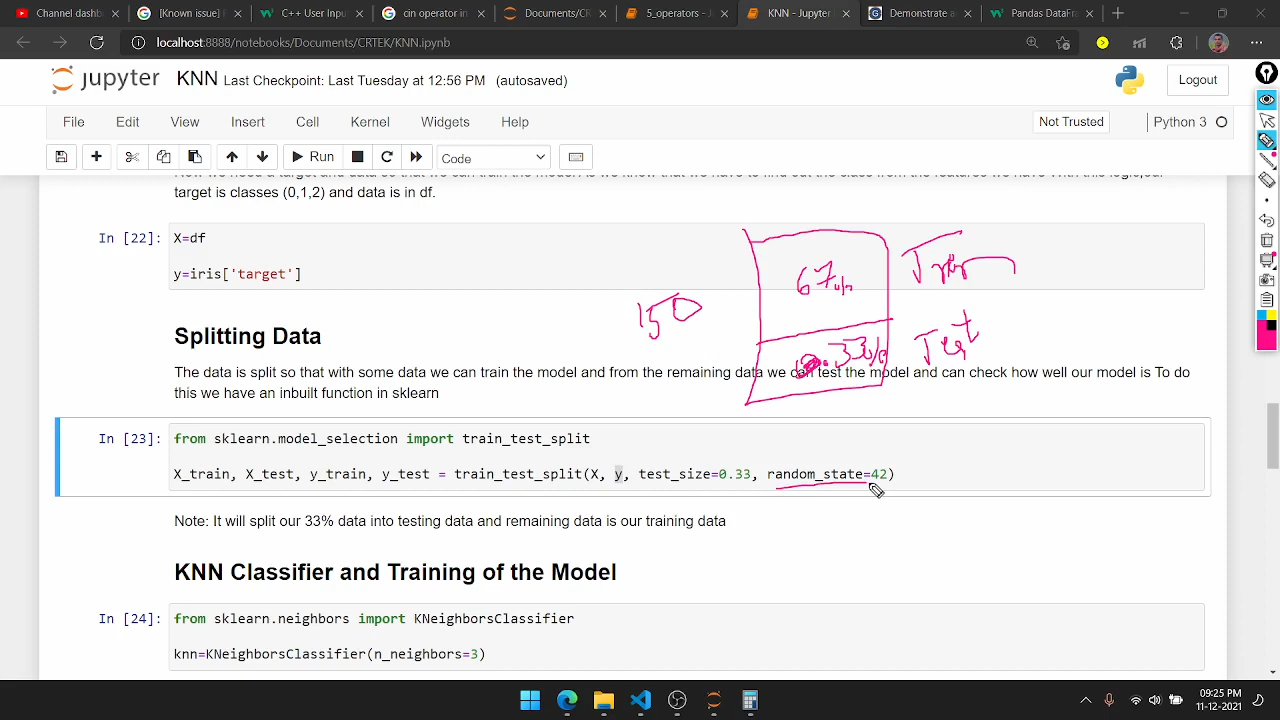 Channel dashb
[Known issue] F
C++ User Inpu
cin operator in
Documents/CR
5_operators - J
KNN - Jupyter
Demonstrate a
Pandas DataFra
localhost:8888/notebooks/Documents/CRTEK/KNN.ipynb
jupyter KNN Last Checkpoint: Last Tuesday at 12:56 PM (autosaved)
Logout
File Edit View Insert Cell Kernel Widgets Help
Not Trusted
Python 3
Run
Code
target is classes (0,1,2) and data is in df.
In [22]: X=df
y=iris['target']
67%
Train
150
Splitting Data
.33%
Test
The data is split so that with some data we can train the model and from the remaining data we can test the model and can check how well our model is To do
this we have an inbuilt function in sklearn
In [23]: from sklearn.model_selection import train_test_split
X_train, X_test, y_train, y_test = train_test_split(X, y, test_size=0.33, random_state=42)
Note: It will split our 33% data into testing data and remaining data is our training data
KNN Classifier and Training of the Model
In [24]: from sklearn.neighbors import KNeighborsClassifier
knn=KNeighborsClassifier(n_neighbors=3)
09:25 PM
11-12-2021